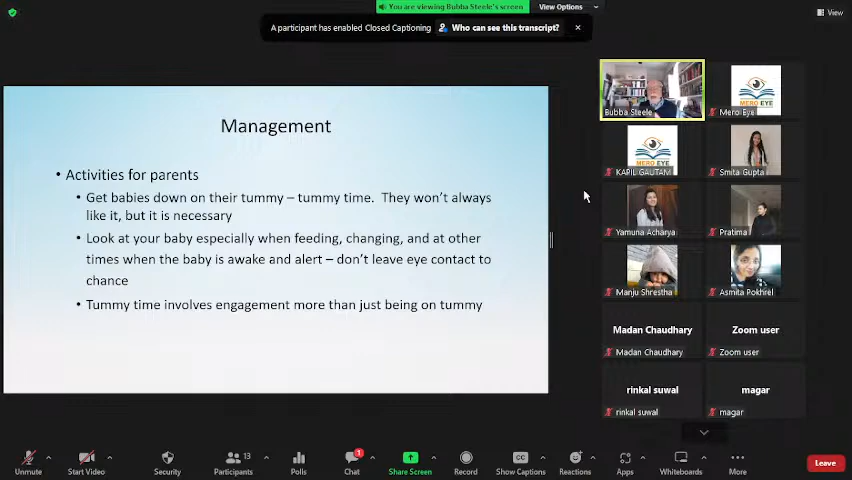 You are viewing Bubba Steele's screen
View Options
View
A participant has enabled Closed Captioning
Who can see this transcript?
Management
• Activities for parents
• Get babies down on their tummy – tummy time. They won't always
like it, but it is necessary
• Look at your baby especially when feeding, changing, and at other
times when the baby is awake and alert – don't leave eye contact to
chance
• Tummy time involves engagement more than just being on tummy
Bubba Steele
MERO EYE
Mero Eye
MERO EYE
KAPIL GAUTAM
Smita Gupta
Yamuna Acharya
Pratima
Manju Shrestha
Asmita Pokhrel
Madan Chaudhary
Madan Chaudhary
Zoom user
Zoom user
rinkal suwal
rinkal suwal
magar
magar
Unmute
Start Video
Security
13
Participants
Polls
1
Chat
Share Screen
Record
CC
Show Captions
Reactions
Apps
Whiteboards
More
Leave